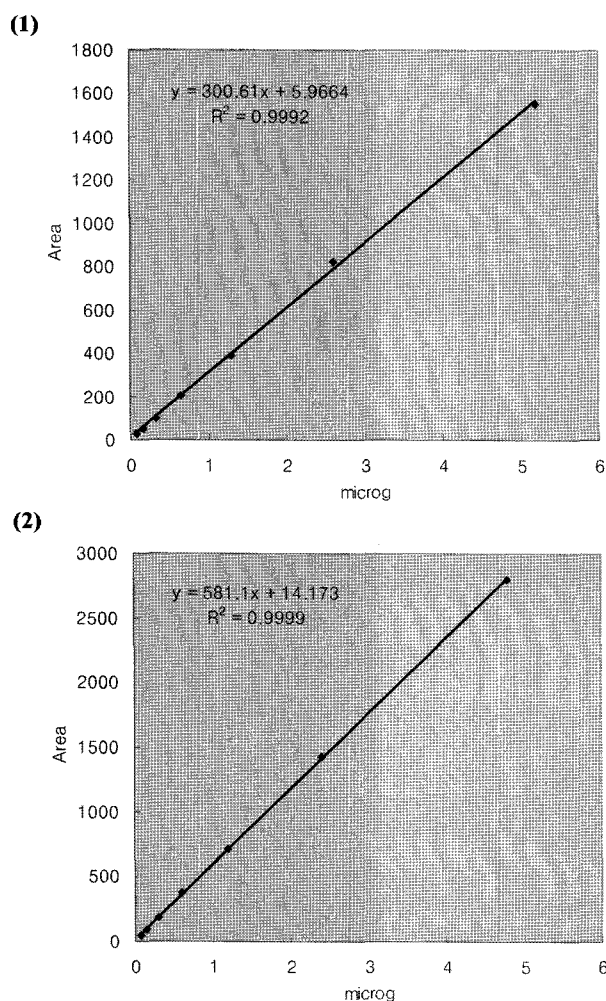 (1)
1800
1600
1400
1200
1000
800
600
400
200
0
Area
y = 300.61x + 5.9664
R² = 0.9992
0 1 2 3 4 5 6
microg
(2)
3000
2500
2000
1500
1000
500
0
Area
y = 581.1x + 14.173
R² = 0.9999
0 1 2 3 4 5 6
microg